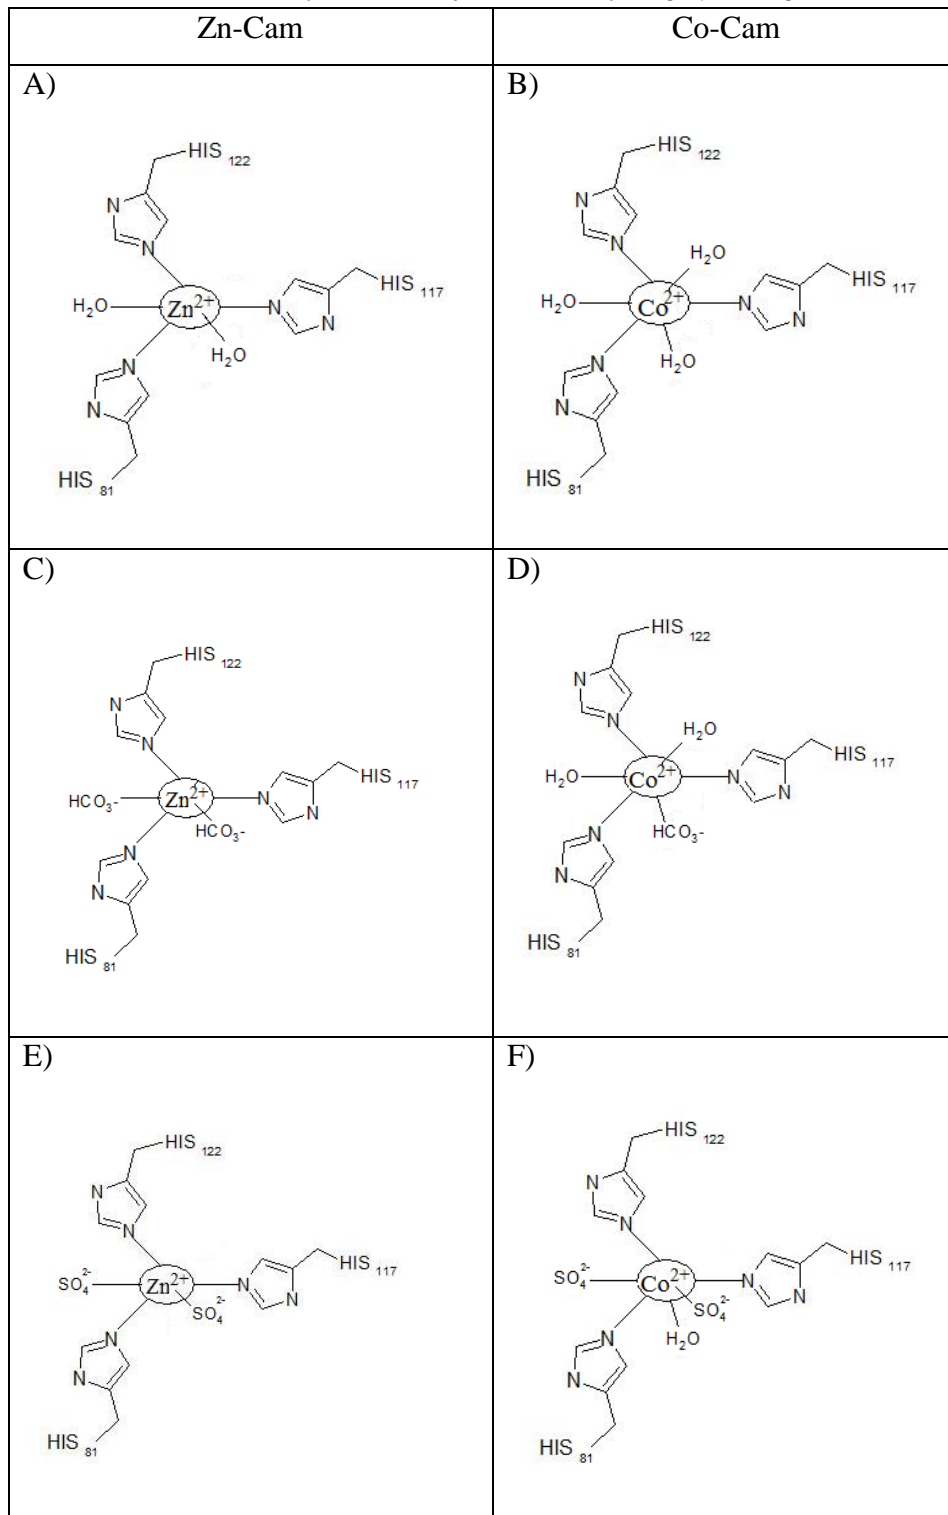 Zn-Cam
Co-Cam
A)
HIS 122
N
N
H₂O
Zn²⁺
N
N
HIS 117
H₂O
N
N
HIS 81
B)
HIS 122
N
N
H₂O
H₂O
Co²⁺
N
N
HIS 117
H₂O
N
N
HIS 81
C)
HIS 122
N
N
HCO₃-
Zn²⁺
N
N
HIS 117
HCO₃-
N
N
HIS 81
D)
HIS 122
N
N
H₂O
H₂O
Co²⁺
N
N
HIS 117
HCO₃-
N
N
HIS 81
E)
HIS 122
N
N
SO₄²⁻
Zn²⁺
N
N
HIS 117
SO₄²⁻
N
N
HIS 81
F)
HIS 122
N
N
SO₄²⁻
Co²⁺
N
N
HIS 117
SO₄²⁻
H₂O
N
N
HIS 81